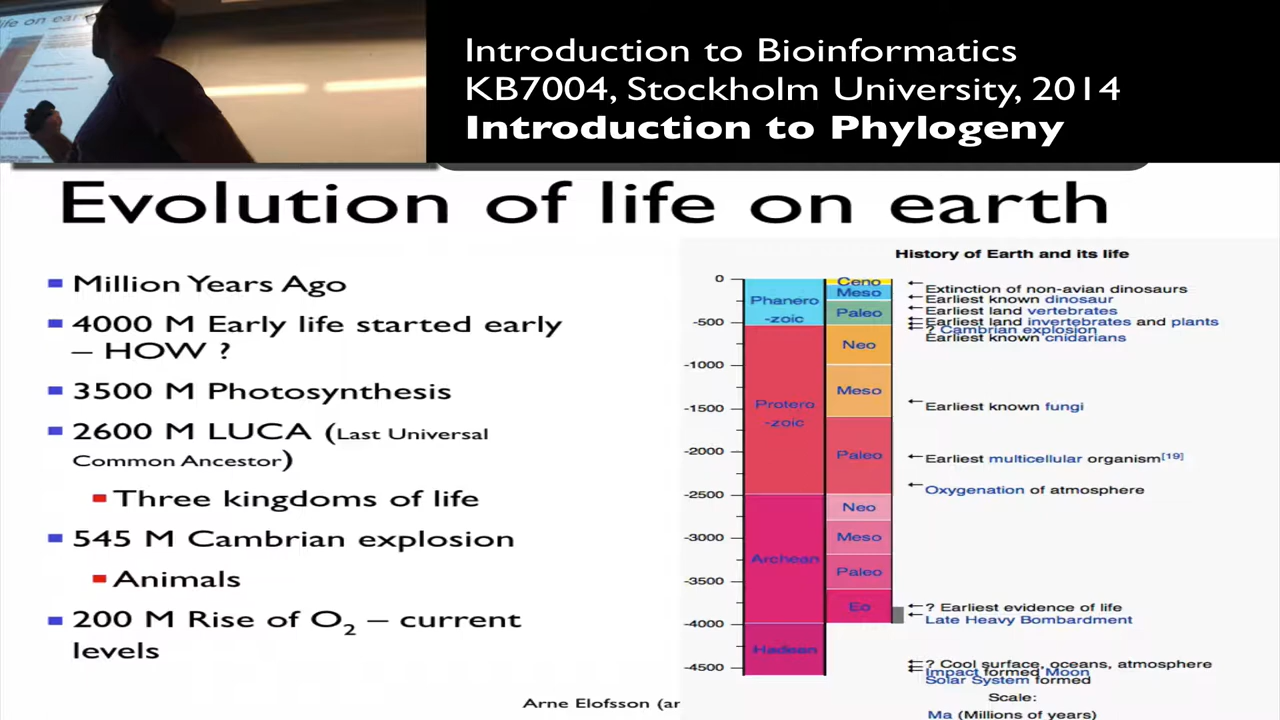 life on ear
Introduction to Bioinformatics
KB7004, Stockholm University, 2014
Introduction to Phylogeny
Evolution of life on earth
Million Years Ago
4000 M Early life started early
– HOW ?
3500 M Photosynthesis
2600 M LUCA (Last Universal
Common Ancestor)
Three kingdoms of life
545 M Cambrian explosion
Animals
200 M Rise of O2 – current
levels
Arne Elofsson (ar
History of Earth and its life
0
-500
-1000
-1500
-2000
-2500
-3000
-3500
-4000
-4500
Phanero
-zoic
Protero
-zoic
Archean
Hadean
Ceno
Meso
Paleo
Neo
Meso
Paleo
Neo
Meso
Paleo
Eo
Extinction of non-avian dinosaurs
Earliest known dinosaur
Earliest land vertebrates
Earliest land invertebrates and plants
? Cambrian explosion
Earliest known cnidarians
Earliest known fungi
Earliest multicellular organism[19]
Oxygenation of atmosphere
? Earliest evidence of life
Late Heavy Bombardment
? Cool surface, oceans, atmosphere
Impact formed Moon
Solar System formed
Scale:
Ma (Millions of years)